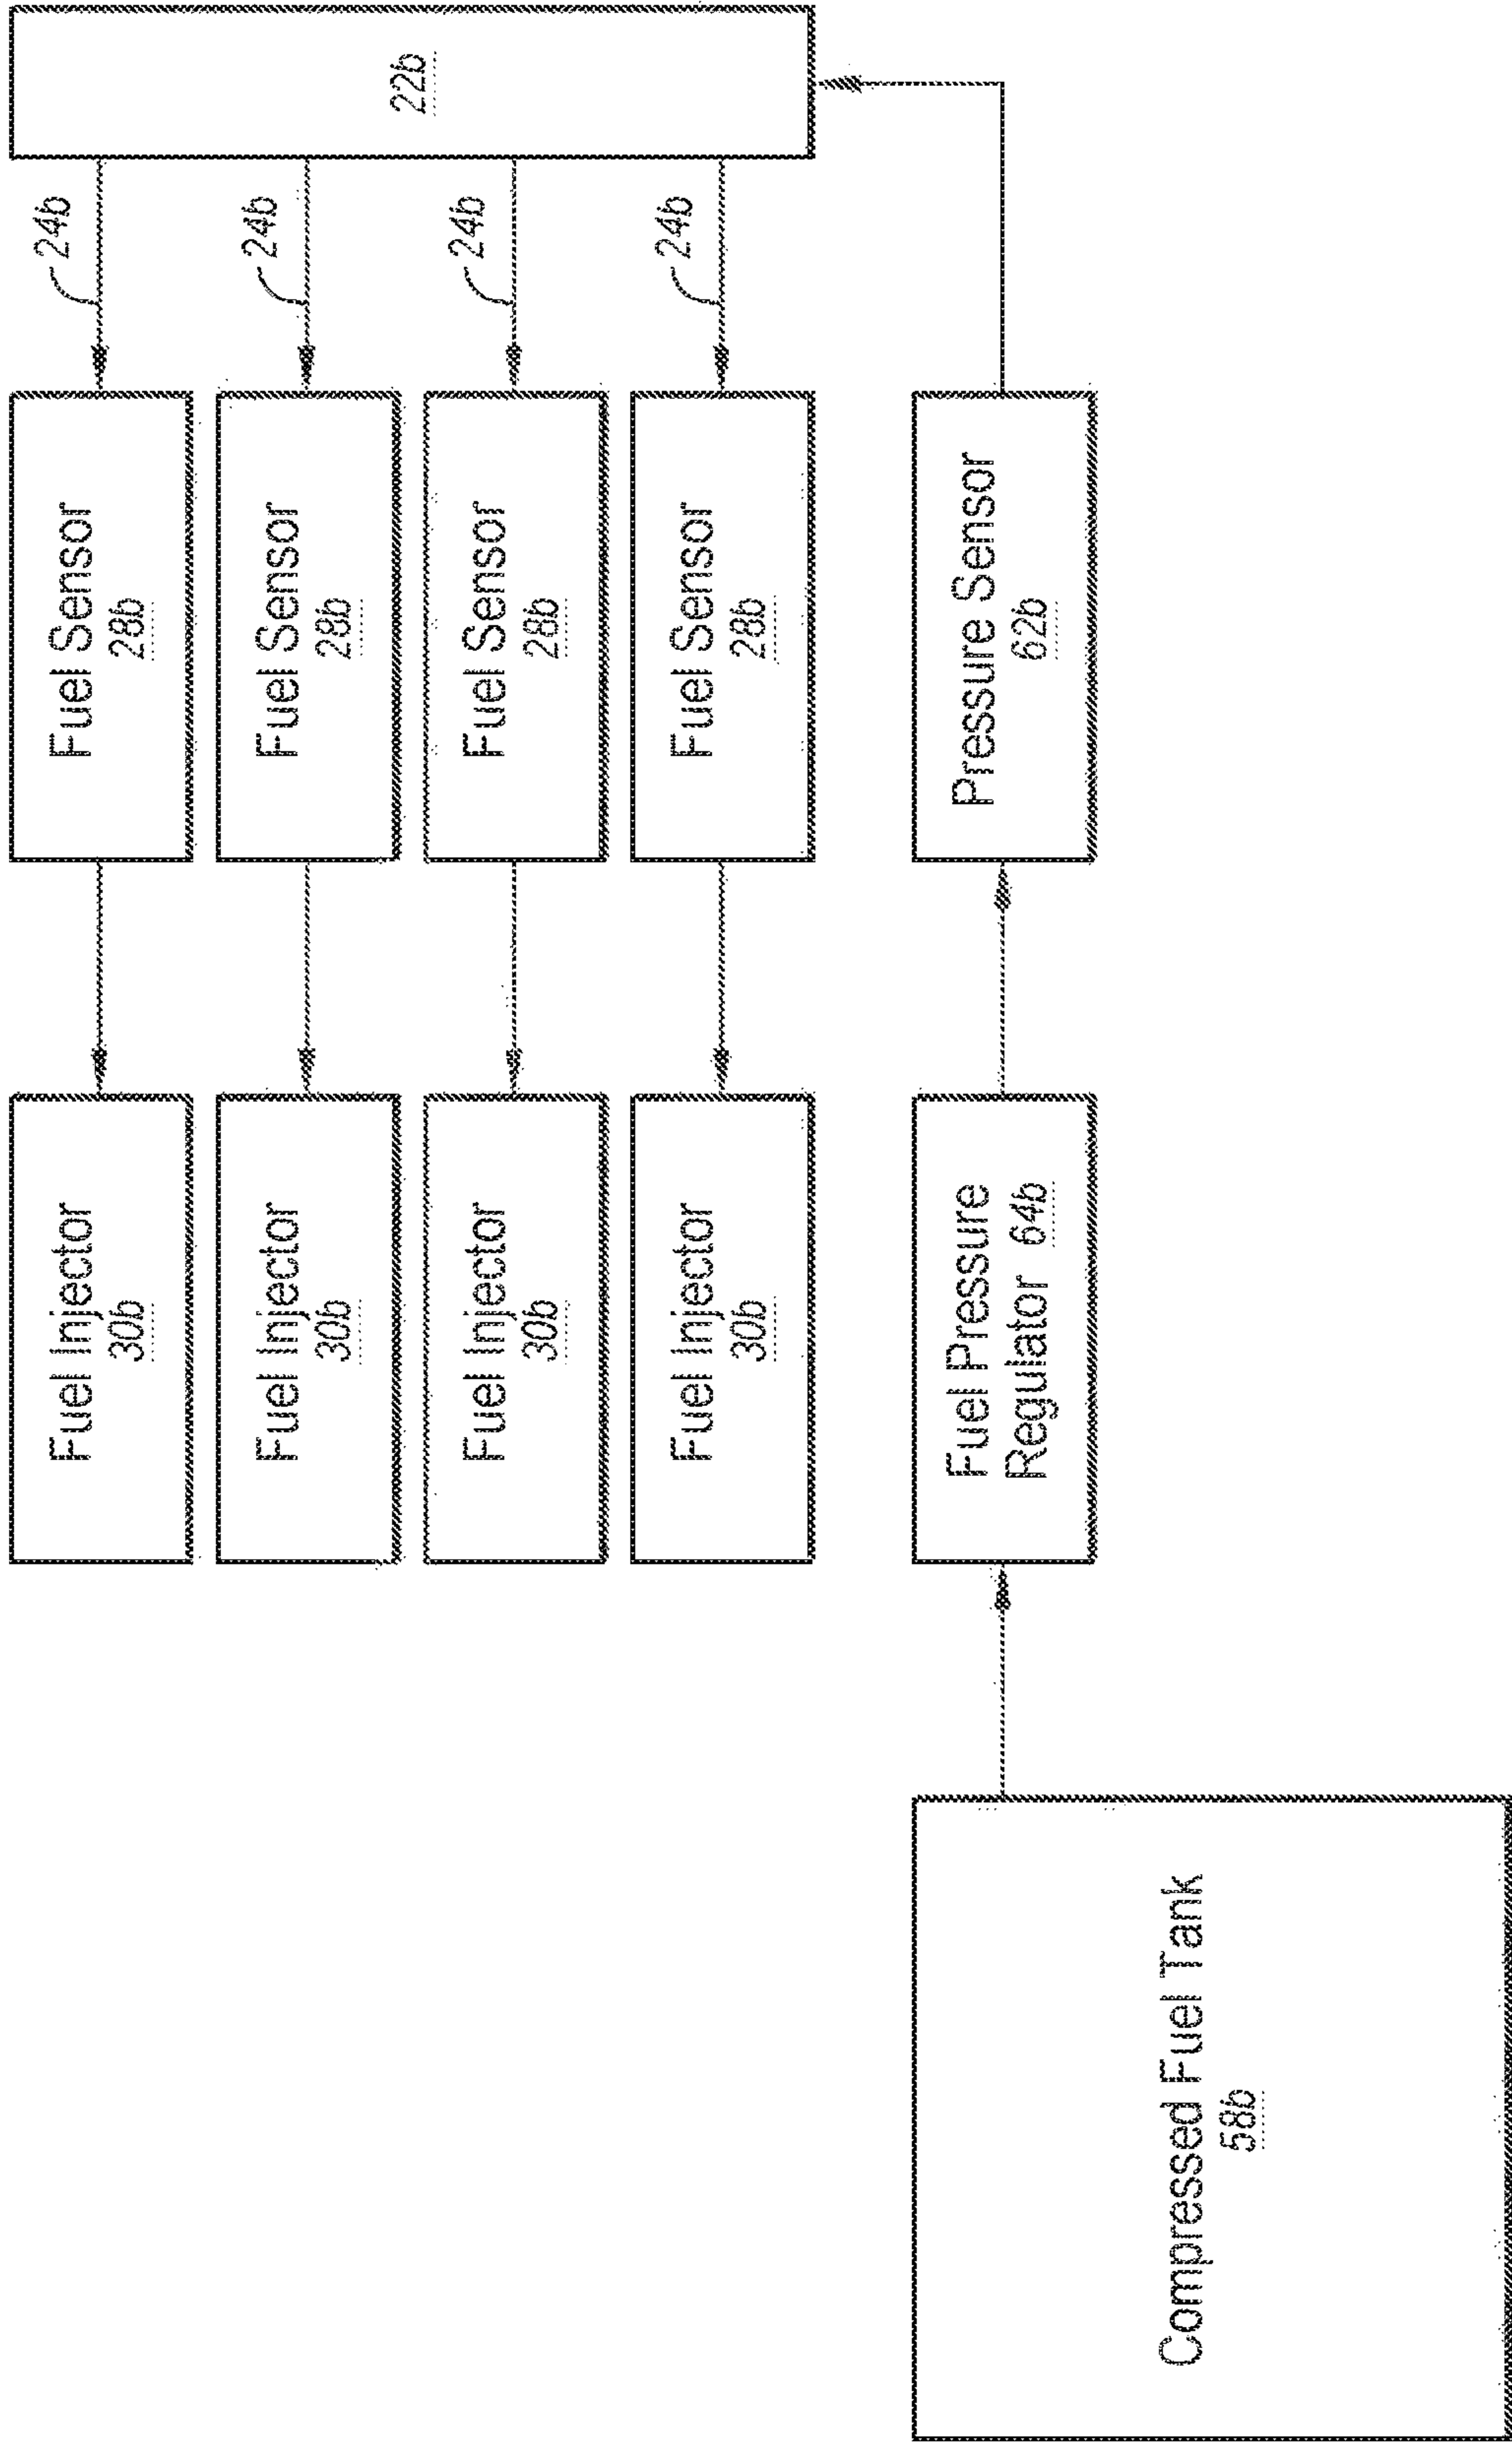 22b
24b
24b
24b
24b
Fuel Sensor
28b
Fuel Sensor
28b
Fuel Sensor
28b
Fuel Sensor
28b
Pressure Sensor
62b
Fuel Injector
30b
Fuel Injector
30b
Fuel Injector
30b
Fuel Injector
30b
Fuel Pressure
Regulator 64b
Compressed Fuel Tank
58b